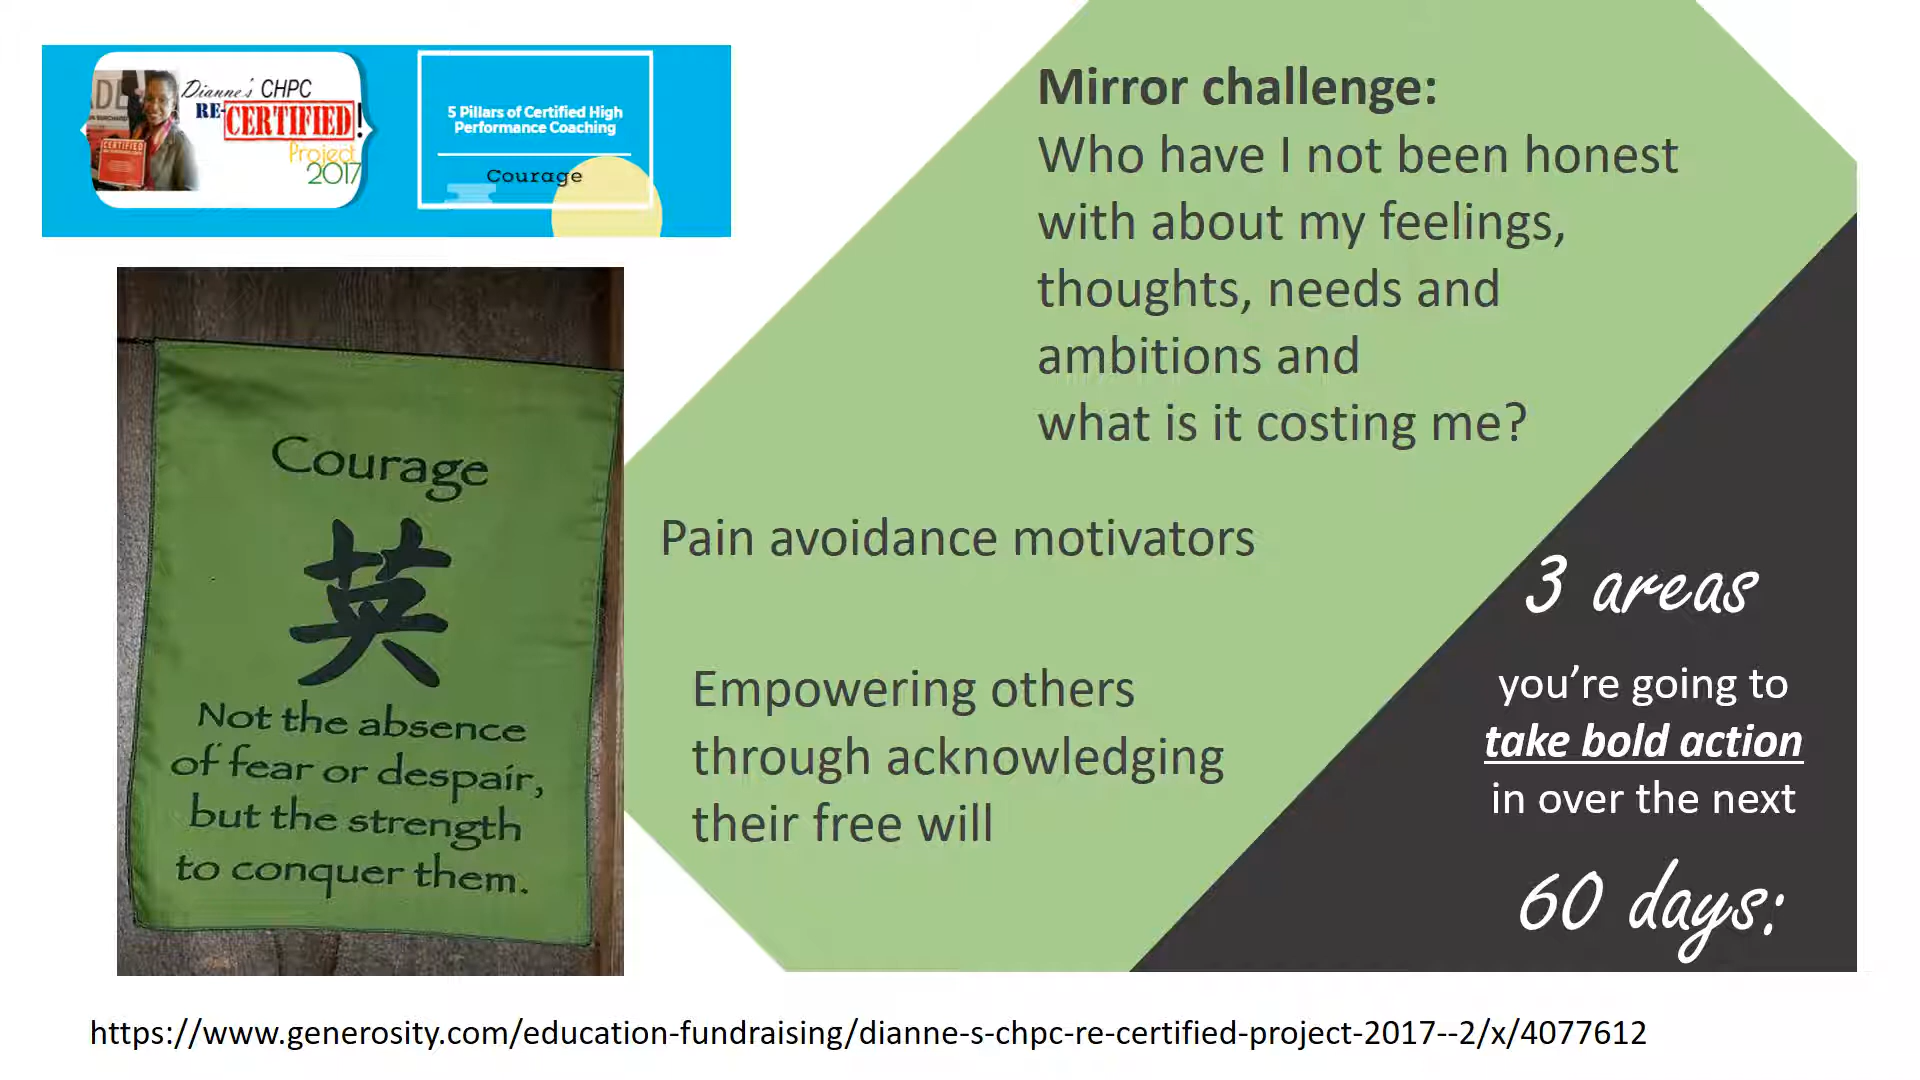 Dianne's CHPC
RE-CERTIFIED!
Project
2017
CERTIFIED
5 Pillars of Certified High
Performance Coaching
Courage
Mirror challenge:
Who have I not been honest
with about my feelings,
thoughts, needs and
ambitions and
what is it costing me?
Courage
英
Not the absence
of fear or despair,
but the strength
to conquer them.
Pain avoidance motivators
Empowering others
through acknowledging
their free will
3 areas
you're going to
take bold action
in over the next
60 days:
https://www.generosity.com/education-fundraising/dianne-s-chpc-re-certified-project-2017--2/x/4077612